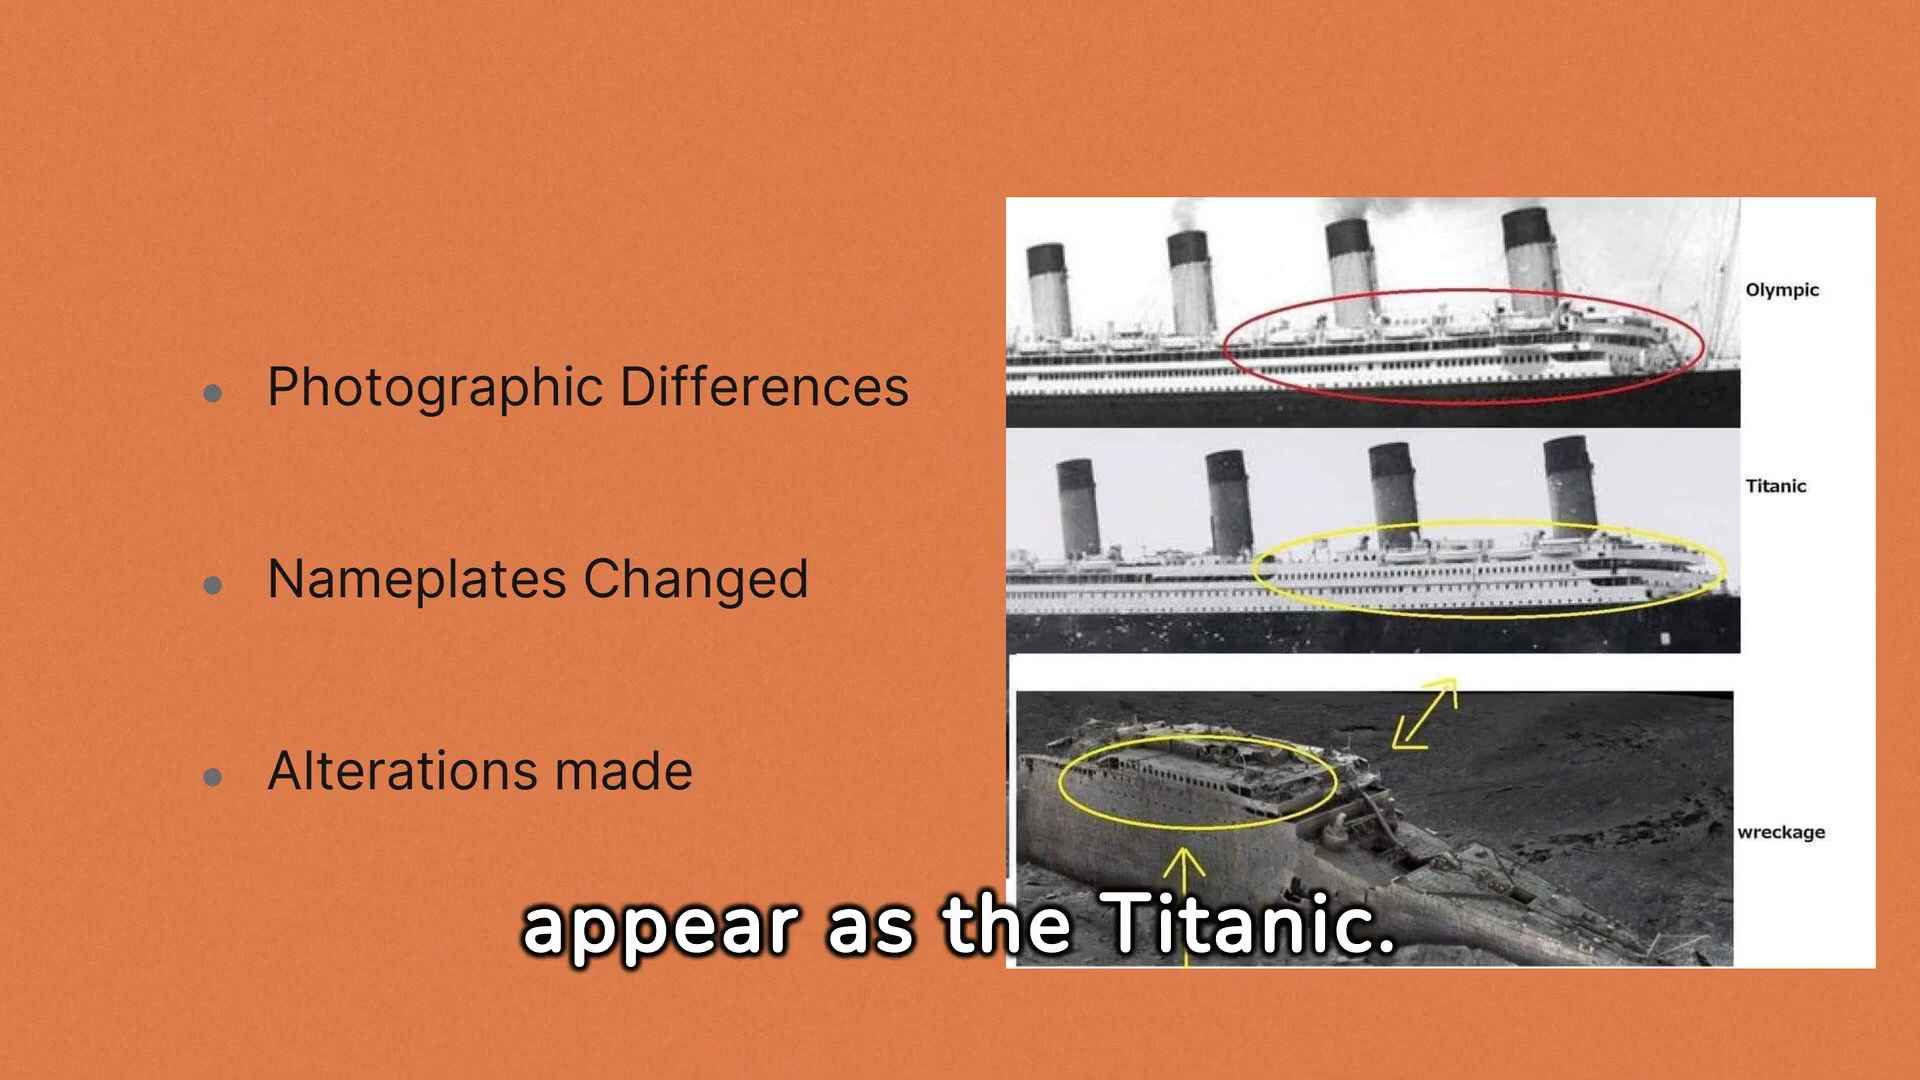 Photographic Differences
Nameplates Changed
Alterations made
Olympic
Titanic
wreckage
appear as the Titanic.